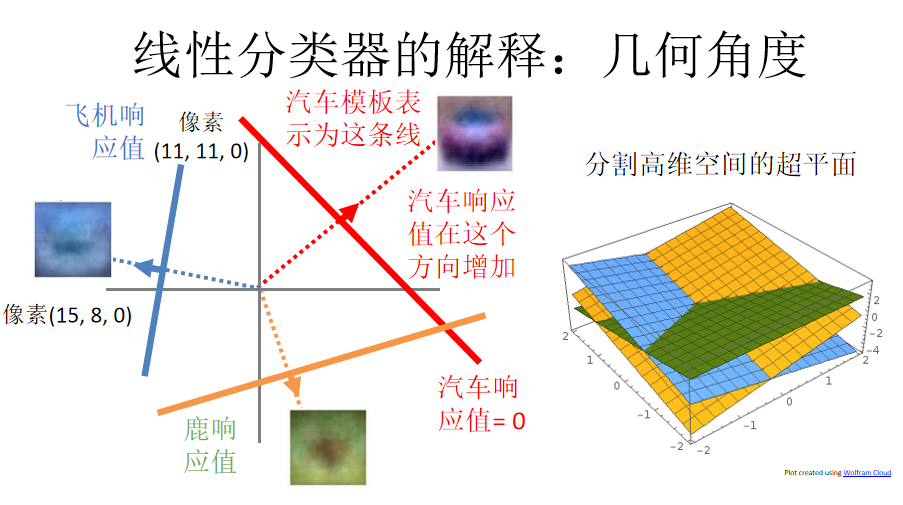 线性分类器的解释：几何角度
飞机响
应值
像素
(11, 11, 0)
汽车模板表
示为这条线
汽车响应
值在这个
方向增加
像素(15, 8, 0)
汽车响
应值= 0
鹿响
应值
分割高维空间的超平面
2
0
−2
−4
2
1
0
−1
−2
2
1
0
−1
−2
Plot created using Wolfram Cloud